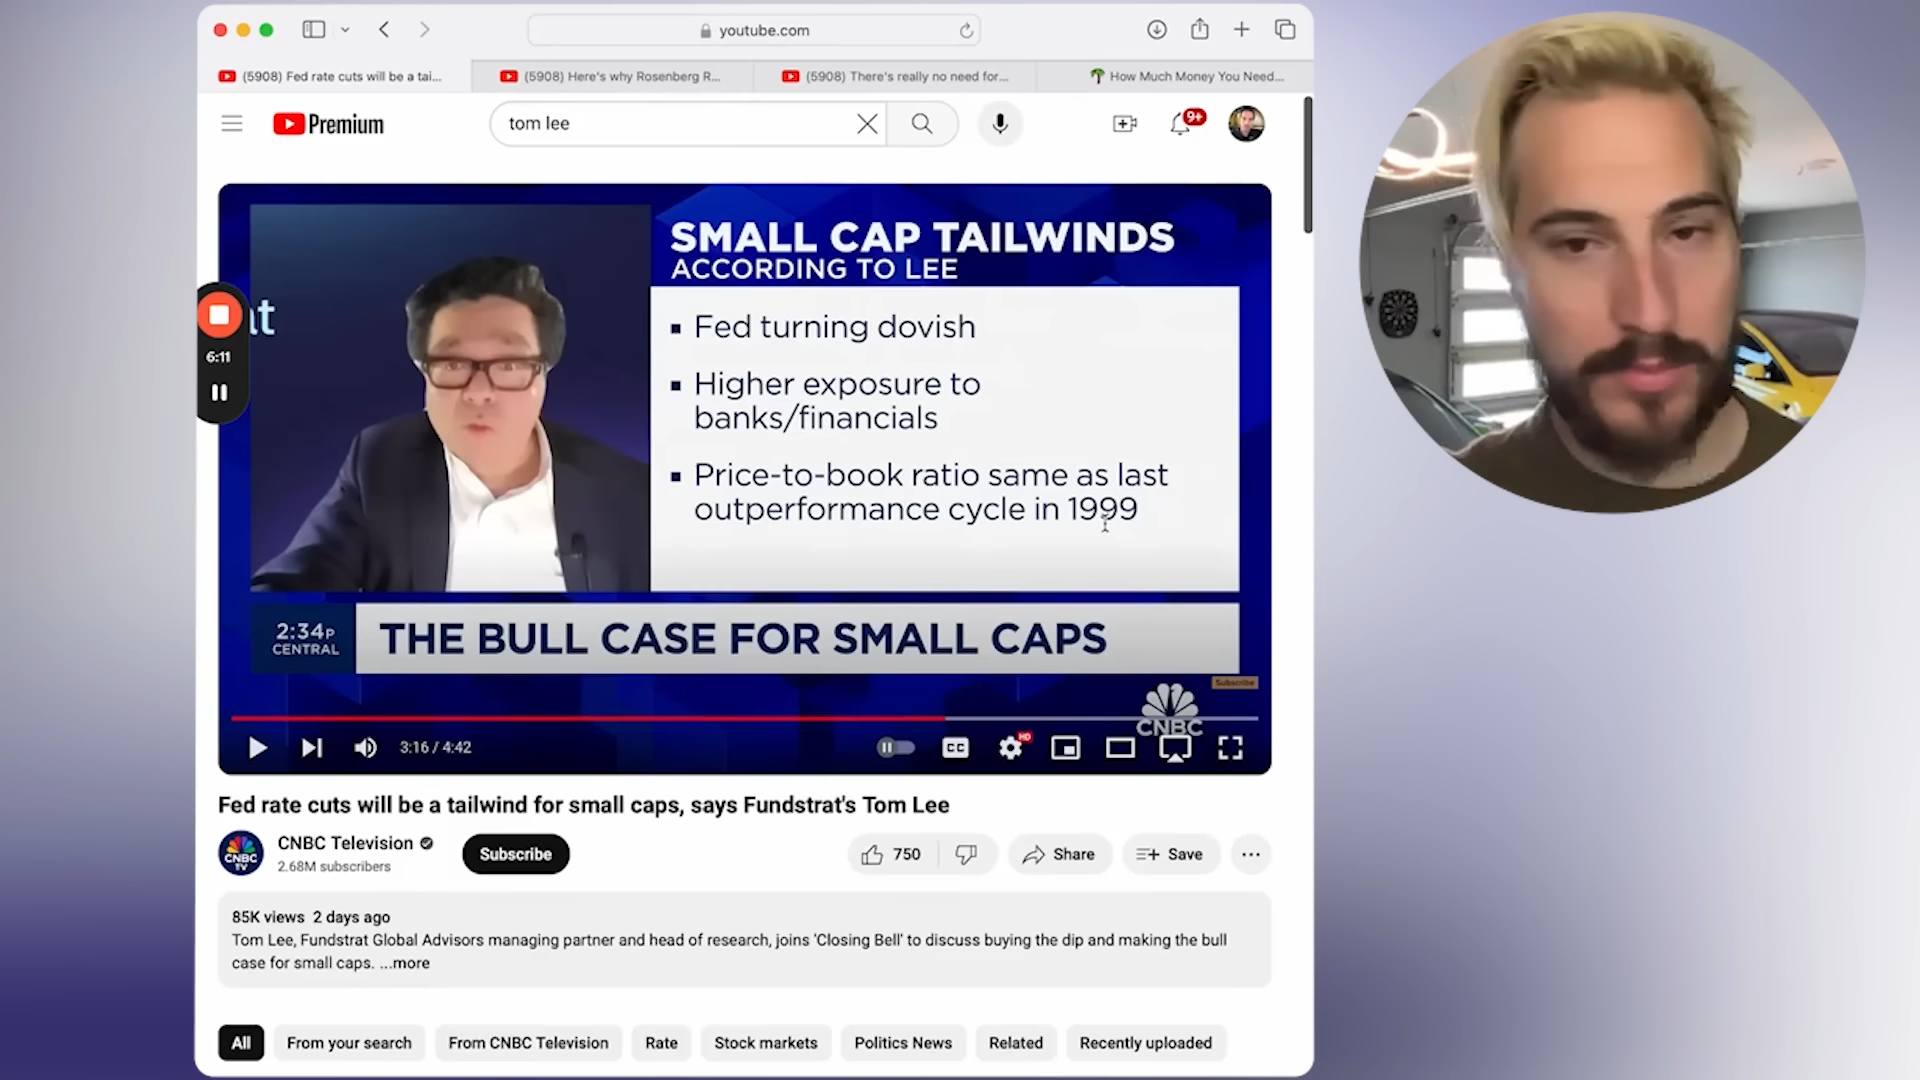 youtube.com
(5908) Fed rate cuts will be a tai...
(5908) Here's why Rosenberg R...
(5908) There's really no need for...
How Much Money You Need...
Premium
tom lee
9+
SMALL CAP TAILWINDS
ACCORDING TO LEE
Fed turning dovish
Higher exposure to
banks/financials
Price-to-book ratio same as last
outperformance cycle in 1999
at
6:11
2:34P
CENTRAL
THE BULL CASE FOR SMALL CAPS
Subscribe
CNBC
3:16 / 4:42
CC
HD
Fed rate cuts will be a tailwind for small caps, says Fundstrat's Tom Lee
CNBC
TV
CNBC Television
2.68M subscribers
Subscribe
750
Share
Save
85K views 2 days ago
Tom Lee, Fundstrat Global Advisors managing partner and head of research, joins 'Closing Bell' to discuss buying the dip and making the bull
case for small caps. ...more
All
From your search
From CNBC Television
Rate
Stock markets
Politics News
Related
Recently uploaded